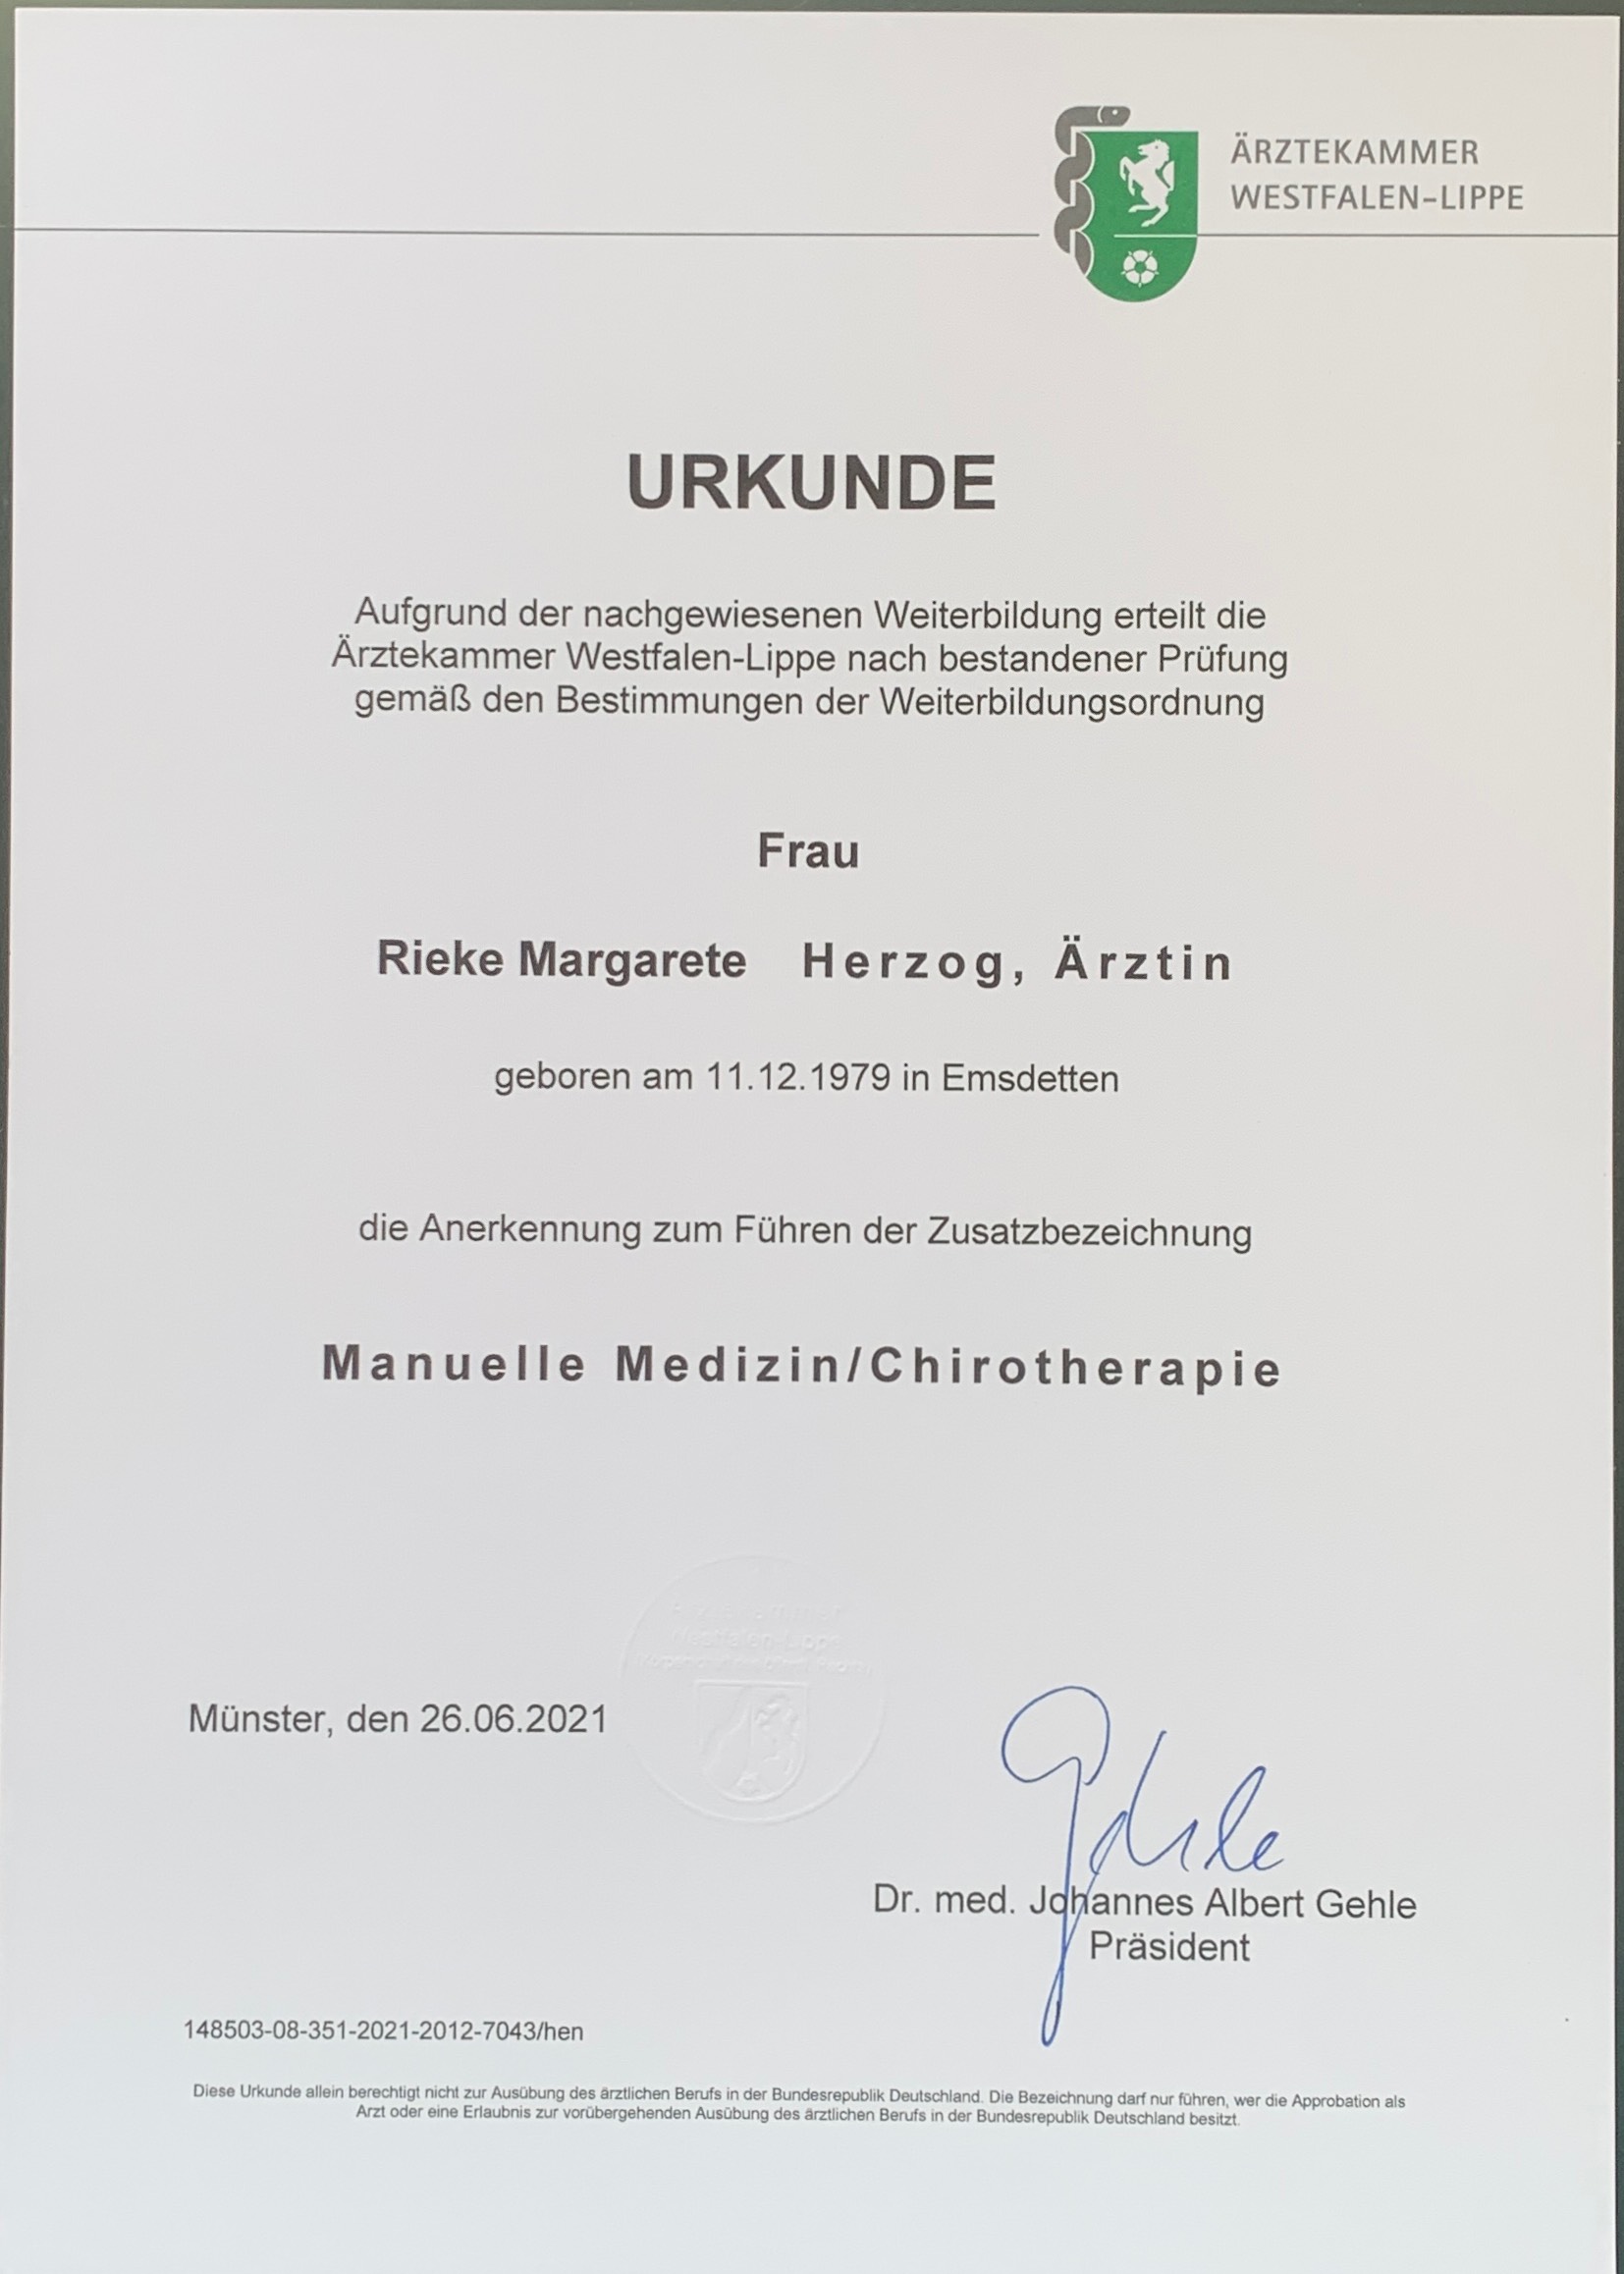 ÄRZTEKAMMER
WESTFALEN-LIPPE
URKUNDE
Aufgrund der nachgewiesenen Weiterbildung erteilt die
Ärztekammer Westfalen-Lippe nach bestandener Prüfung
gemäß den Bestimmungen der Weiterbildungsordnung
Frau
Rieke Margarete Herzog, Ärztin
geboren am 11.12.1979 in Emsdetten
die Anerkennung zum Führen der Zusatzbezeichnung
Manuelle Medizin/Chirotherapie
Westfalen-Lippe
Münster, den 26.06.2021
Gehle
Dr. med. Johannes Albert Gehle
Präsident
148503-08-351-2021-2012-7043/hen
Diese Urkunde allein berechtigt nicht zur Ausübung des ärztlichen Berufs in der Bundesrepublik Deutschland. Die Bezeichnung darf nur führen, wer die Approbation als
Arzt oder eine Erlaubnis zur vorübergehenden Ausübung des ärztlichen Berufs in der Bundesrepublik Deutschland besitzt.